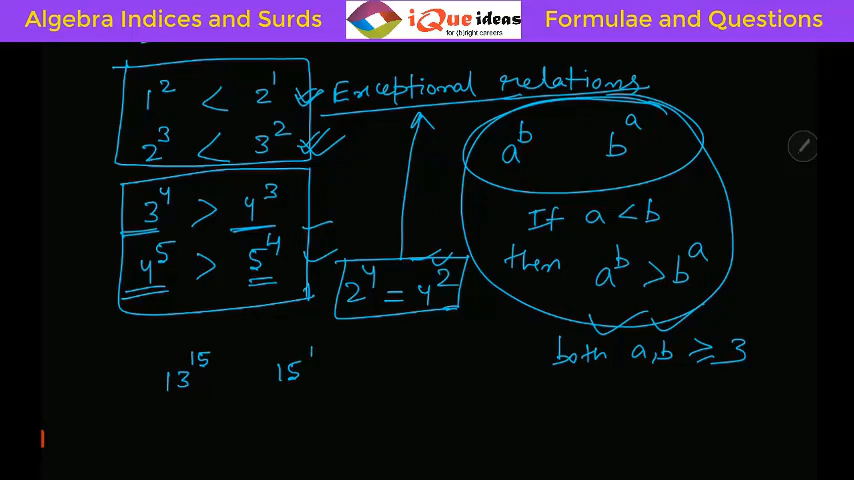 Algebra Indices and Surds
iQue ideas
for (b)right careers
Formulae and Questions
1² < 2¹
2³ < 3²
Exceptional relations
3⁴ > 4³
4⁵ > 5⁴
2⁴ = 4²
aᵇ bᵃ
If a < b
then aᵇ > bᵃ
both a,b ≥ 3
13¹⁵ 15¹